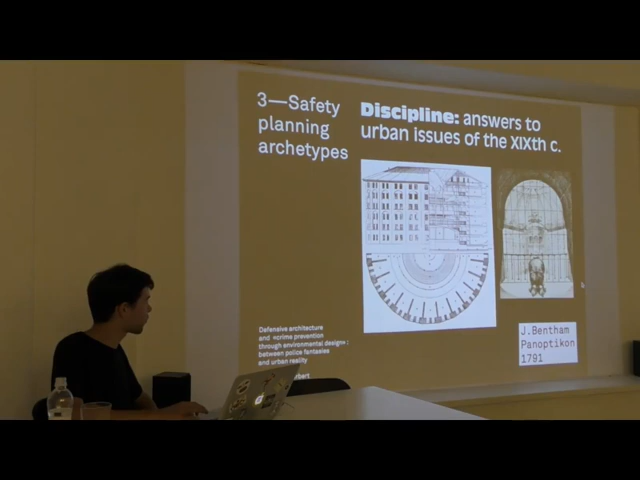 3—Safety
planning
archetypes
Discipline: answers to
urban issues of the XIXth c.
Defensive architecture
and «crime prevention
through environmental design» :
between police fantasies
and urban reality
J.Bentham
Panoptikon
1791